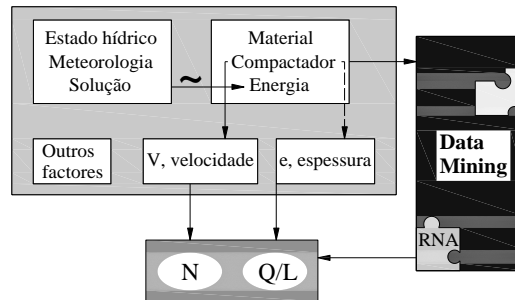 Estado hídrico
Meteorologia
Solução
~
Material
Compactador
Energia
Outros
factores
V, velocidade
e, espessura
Data
Mining
RNA
N
Q/L